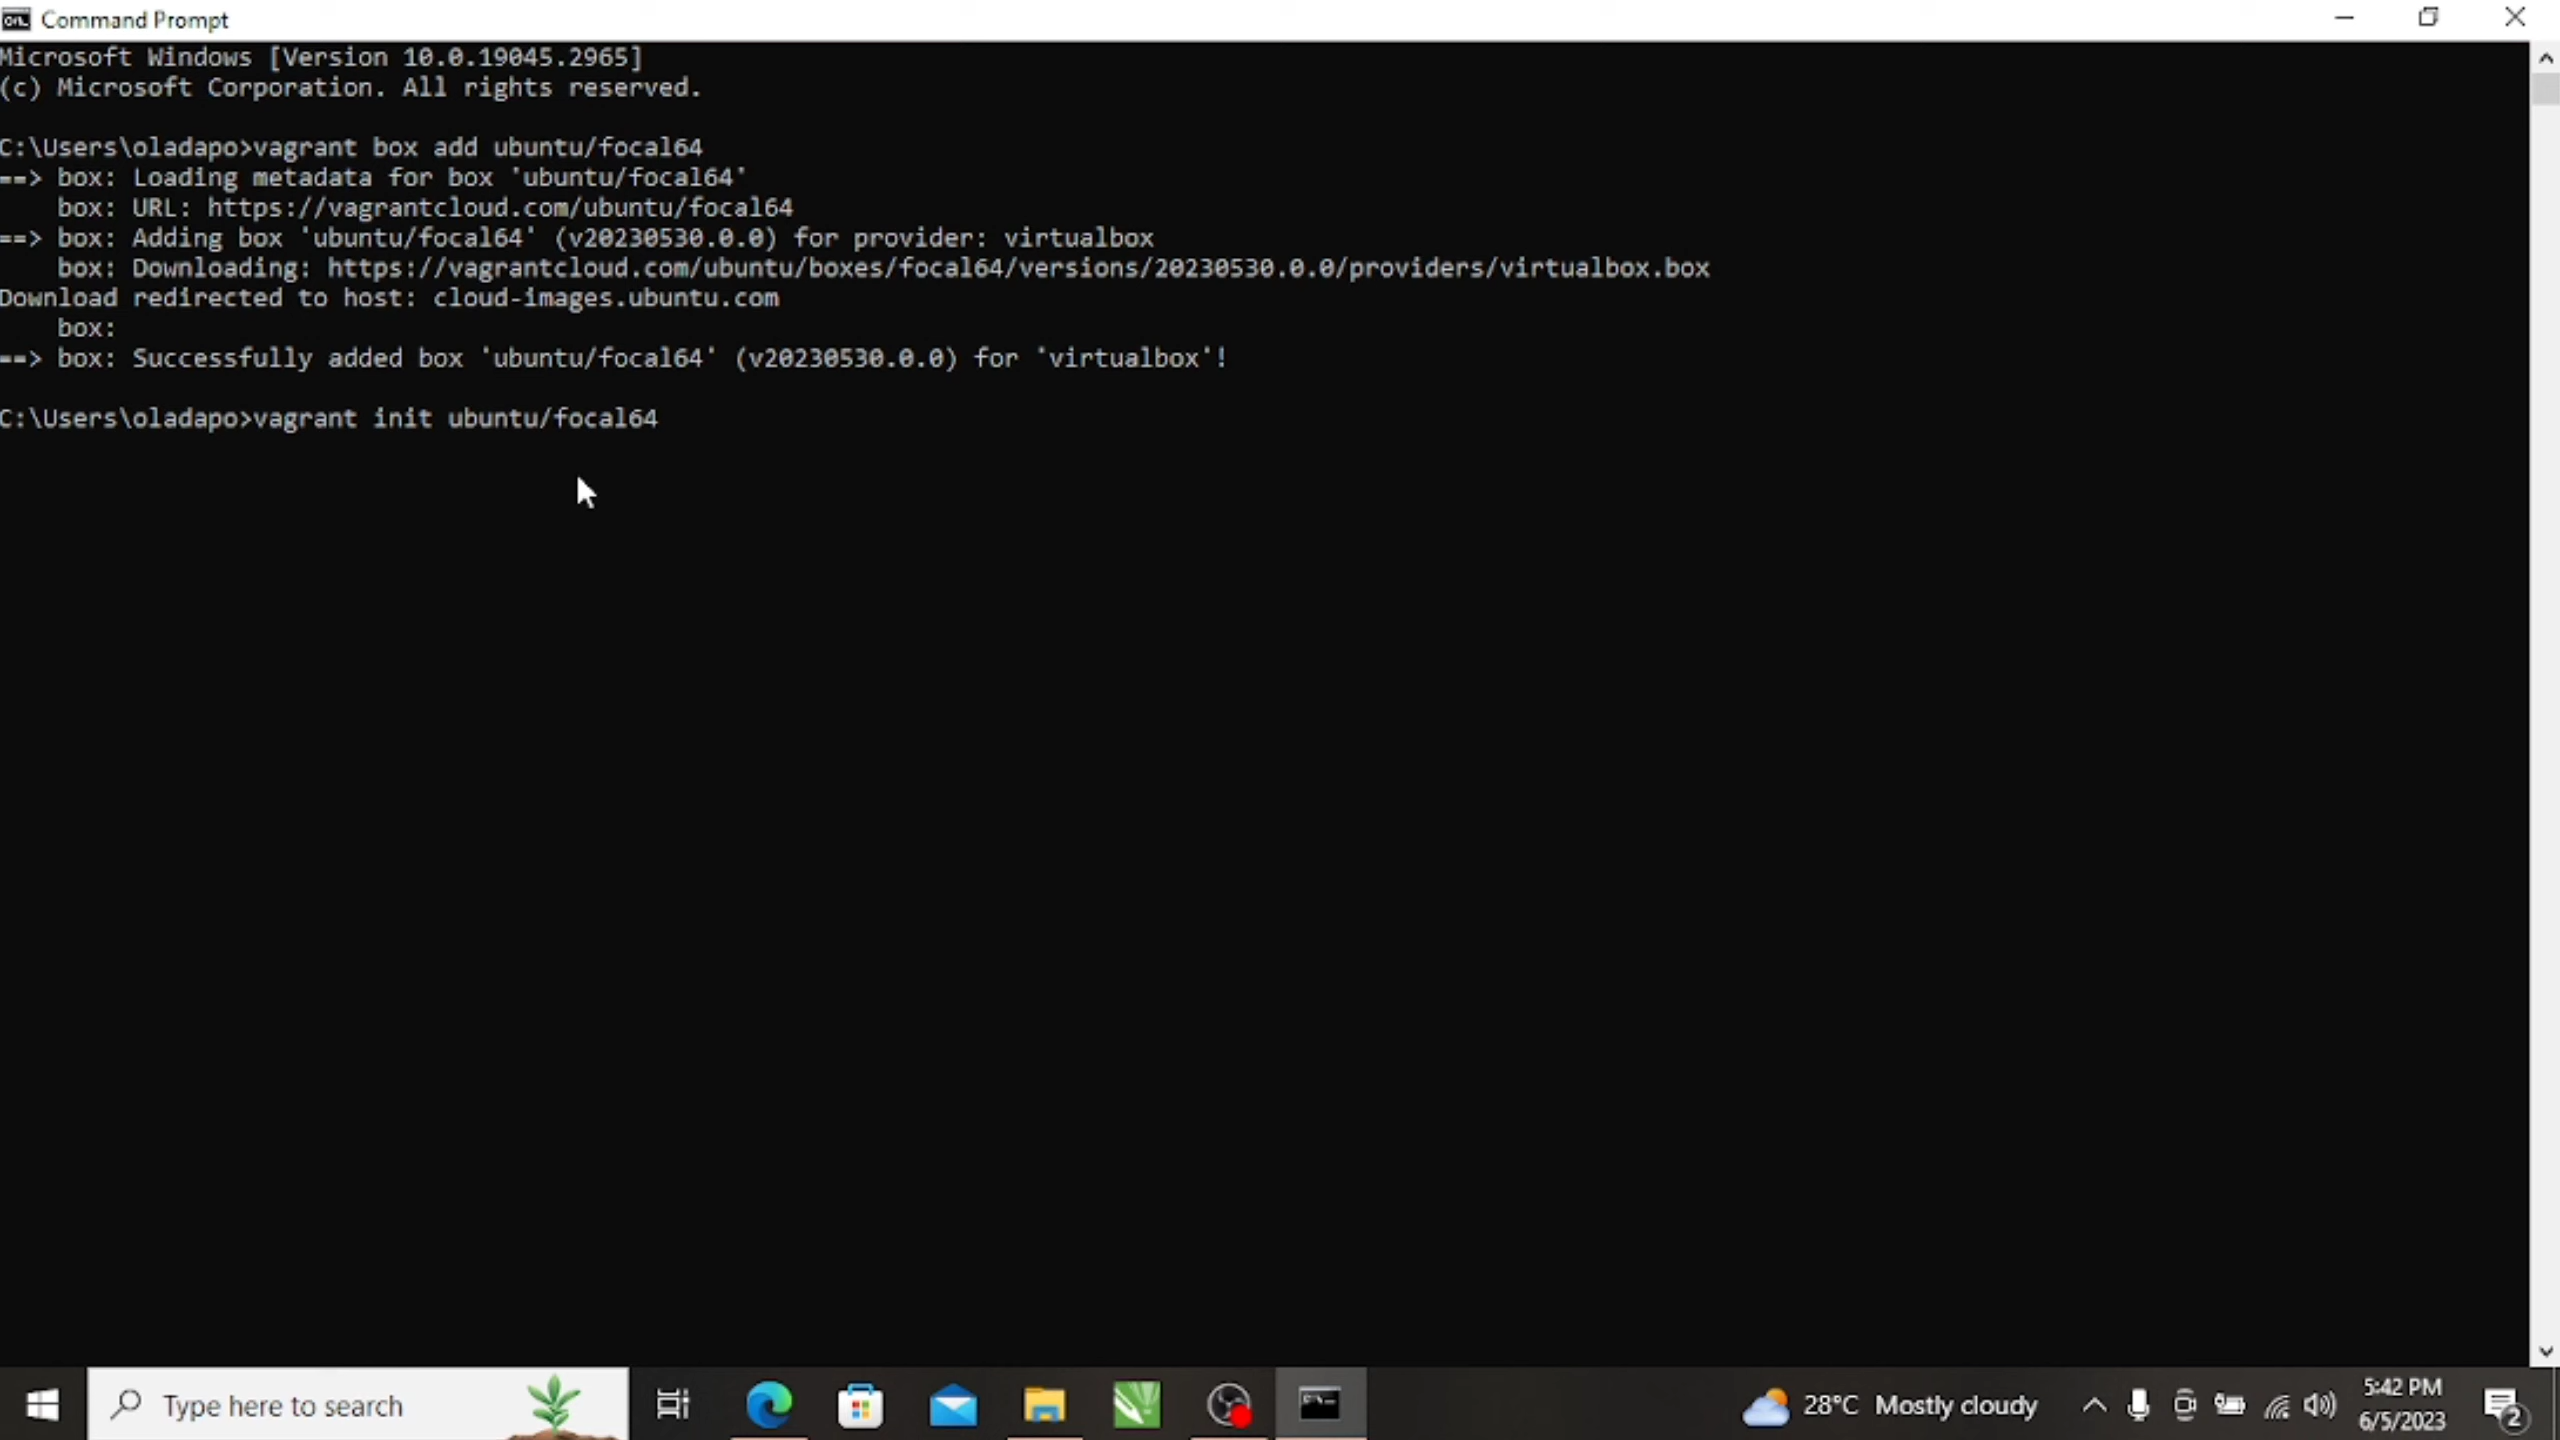 Command Prompt
Microsoft Windows [Version 10.0.19045.2965]
(c) Microsoft Corporation. All rights reserved.
C:\Users\oladapo>vagrant box add ubuntu/focal64
==> box: Loading metadata for box 'ubuntu/focal64'
    box: URL: https://vagrantcloud.com/ubuntu/focal64
==> box: Adding box 'ubuntu/focal64' (v20230530.0.0) for provider: virtualbox
    box: Downloading: https://vagrantcloud.com/ubuntu/boxes/focal64/versions/20230530.0.0/providers/virtualbox.box
Download redirected to host: cloud-images.ubuntu.com
    box:
==> box: Successfully added box 'ubuntu/focal64' (v20230530.0.0) for 'virtualbox'!
C:\Users\oladapo>vagrant init ubuntu/focal64
Type here to search
28°C Mostly cloudy
5:42 PM
6/5/2023
2